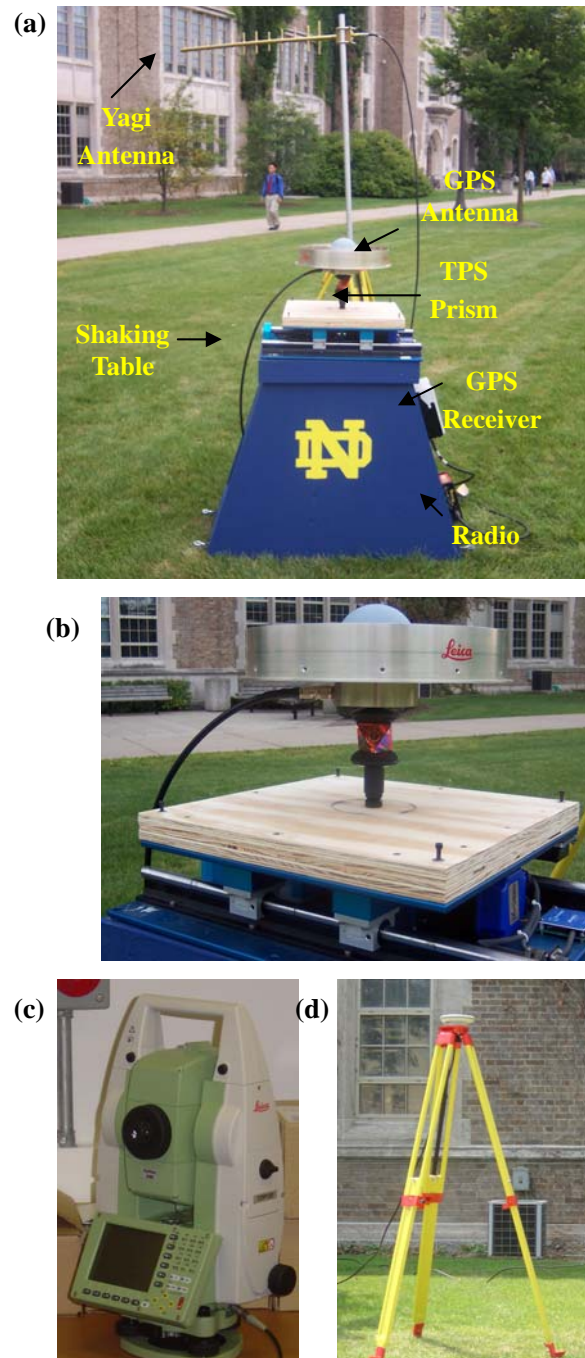 (a)
Yagi
Antenna
GPS
Antenna
TPS
Prism
Shaking
Table
GPS
Receiver
ND
Radio
(b)
Leica
(c)
(d)
Leica